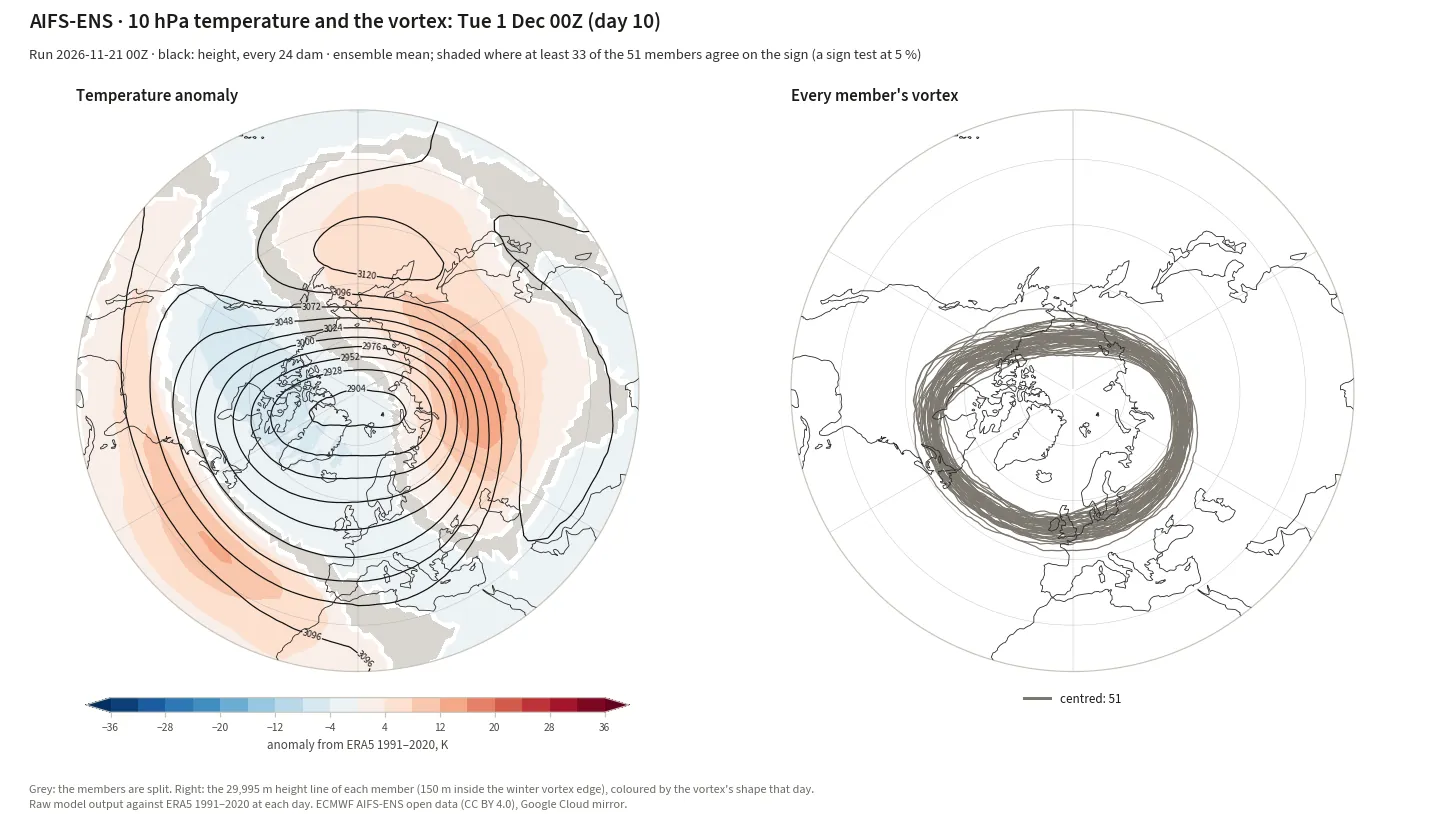 AIFS-ENS · 10 hPa temperature and the vortex: Tue 1 Dec 00Z (day 10)
Run 2026-11-21 00Z · black: height, every 24 dam · ensemble mean; shaded where at least 33 of the 51 members agree on the sign (a sign test at 5 %)
Temperature anomaly
Every member's vortex
3120
3096
3072
3048
3024
3000
2976
2952
2928
2904
3096
3096
−36 −28 −20 −12 −4 4 12 20 28 36
anomaly from ERA5 1991–2020, K
centred: 51
Grey: the members are split. Right: the 29,995 m height line of each member (150 m inside the winter vortex edge), coloured by the vortex's shape that day.
Raw model output against ERA5 1991–2020 at each day. ECMWF AIFS-ENS open data (CC BY 4.0), Google Cloud mirror.